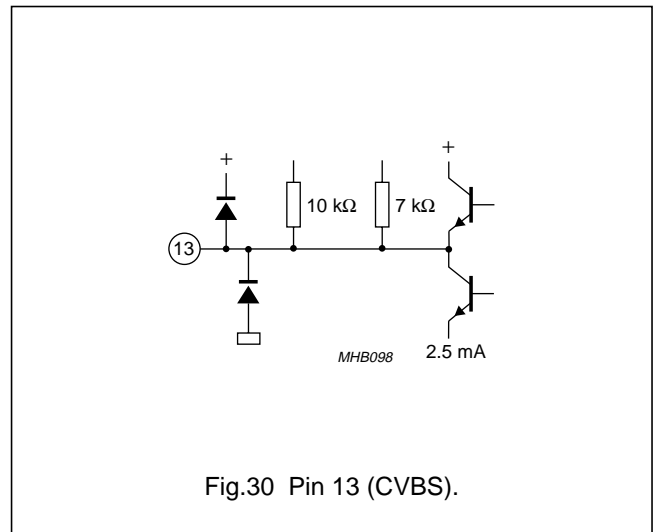 +
+
10 kΩ
7 kΩ
13
MHB098
2.5 mA
Fig.30 Pin 13 (CVBS).